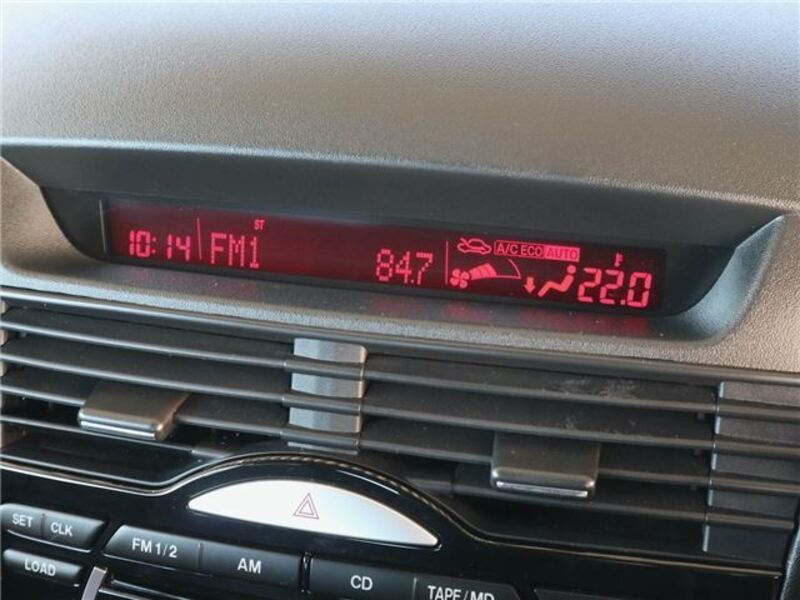 10:14 FM1 ST 84.7 A/C ECO AUTO 22.0
SET CLK
FM1/2 AM CD TAPE/MD
LOAD